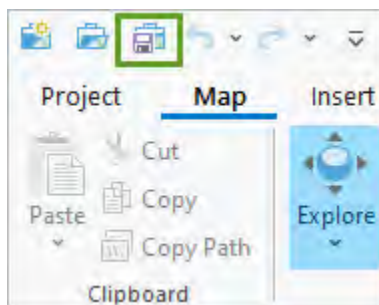 Project Map Insert
Paste
Cut
Copy
Copy Path
Clipboard
Explore